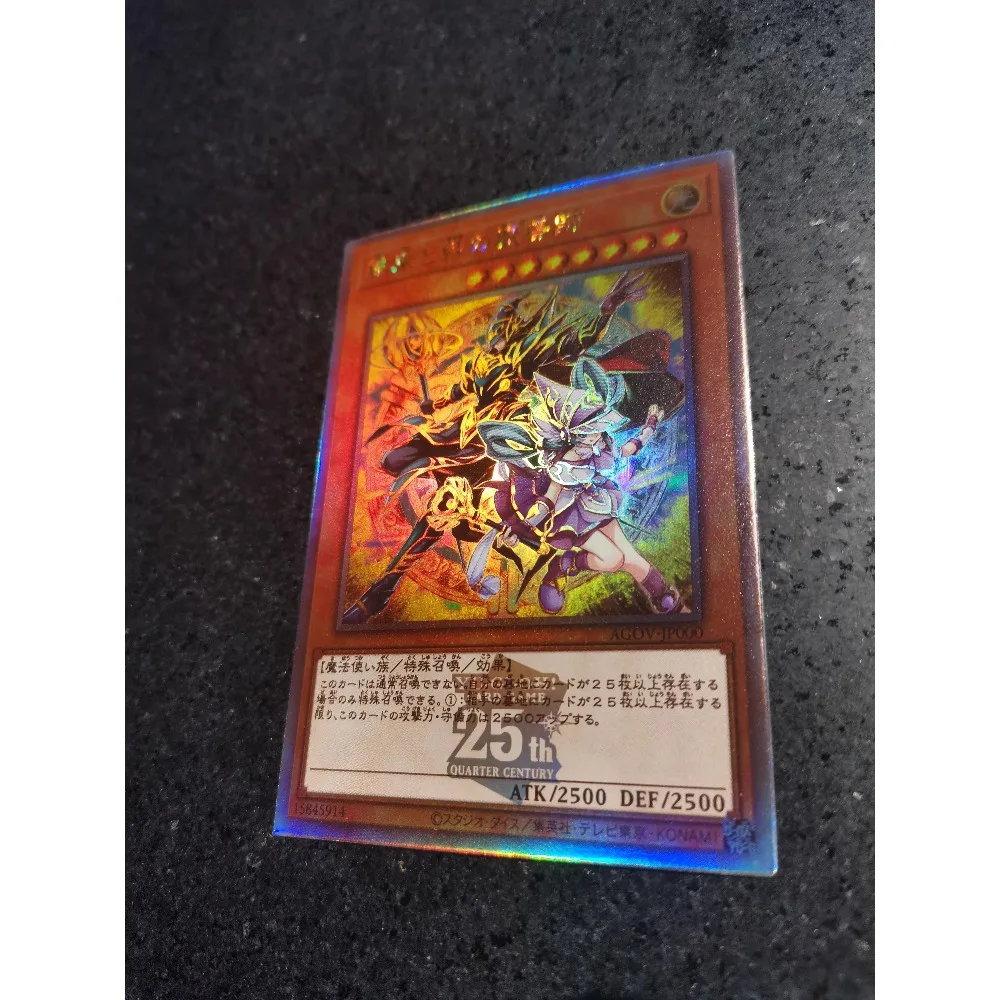 AGOV-JP000
[魔法使い族/特殊召喚/効果]
このカードは通常召喚できない。自分の墓地にカードが25枚以上存在する
場合のみ特殊召喚できる。①:相手の墓地にカードが25枚以上存在する
限り、このカードの攻撃力・守備力は2500アップする。
25th
QUARTER CENTURY
ATK/2500 DEF/2500
15845914
©スタジオ・ダイス/集英社・テレビ東京・KONAMI